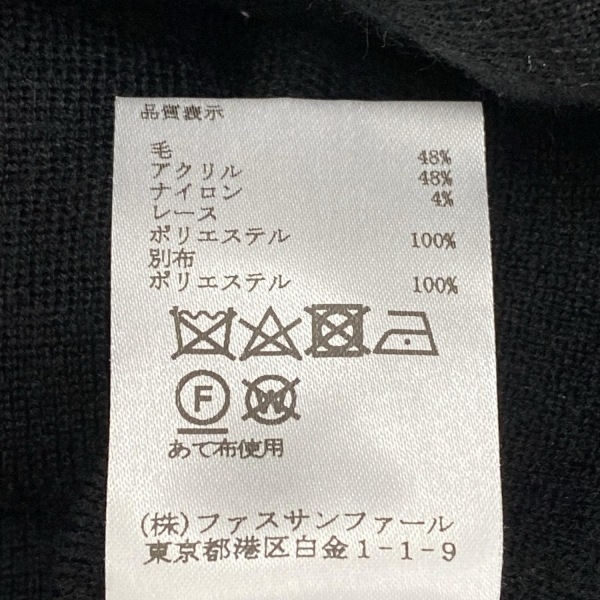 品質表示
毛 48%
アクリル 48%
ナイロン 4%
レース
ポリエステル 100%
別布
ポリエステル 100%
F W
あて布使用
(株)ファスサンファール
東京都港区白金1-1-9